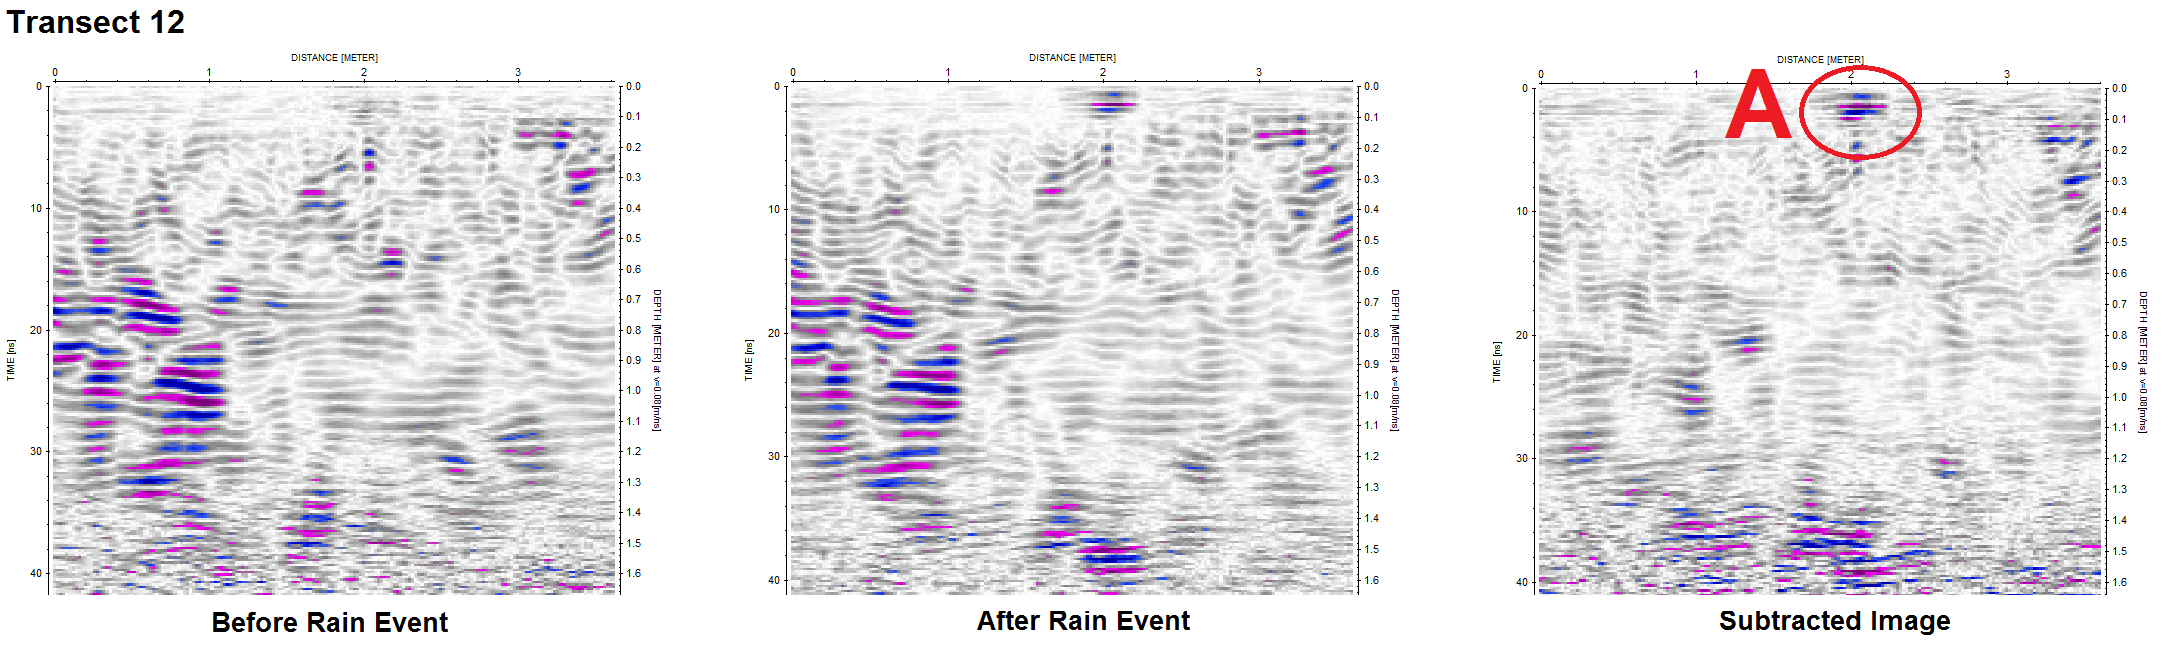 Transect 12
DISTANCE [METER]
0 1 2 3
0 10 20 30 40
TIME [ns]
0.0 0.1 0.2 0.3 0.4 0.5 0.6 0.7 0.8 0.9 1.0 1.1 1.2 1.3 1.4 1.5 1.6
DEPTH [METER] at v=0.08[m/ns]
Before Rain Event
DISTANCE [METER]
0 1 2 3
0 10 20 30 40
TIME [ns]
0.0 0.1 0.2 0.3 0.4 0.5 0.6 0.7 0.8 0.9 1.0 1.1 1.2 1.3 1.4 1.5 1.6
DEPTH [METER] at v=0.08[m/ns]
After Rain Event
DISTANCE [METER]
0 1 2 3
A
0 10 20 30 40
TIME [ns]
0.0 0.1 0.2 0.3 0.4 0.5 0.6 0.7 0.8 0.9 1.0 1.1 1.2 1.3 1.4 1.5 1.6
DEPTH [METER] at v=0.08[m/ns]
Subtracted Image